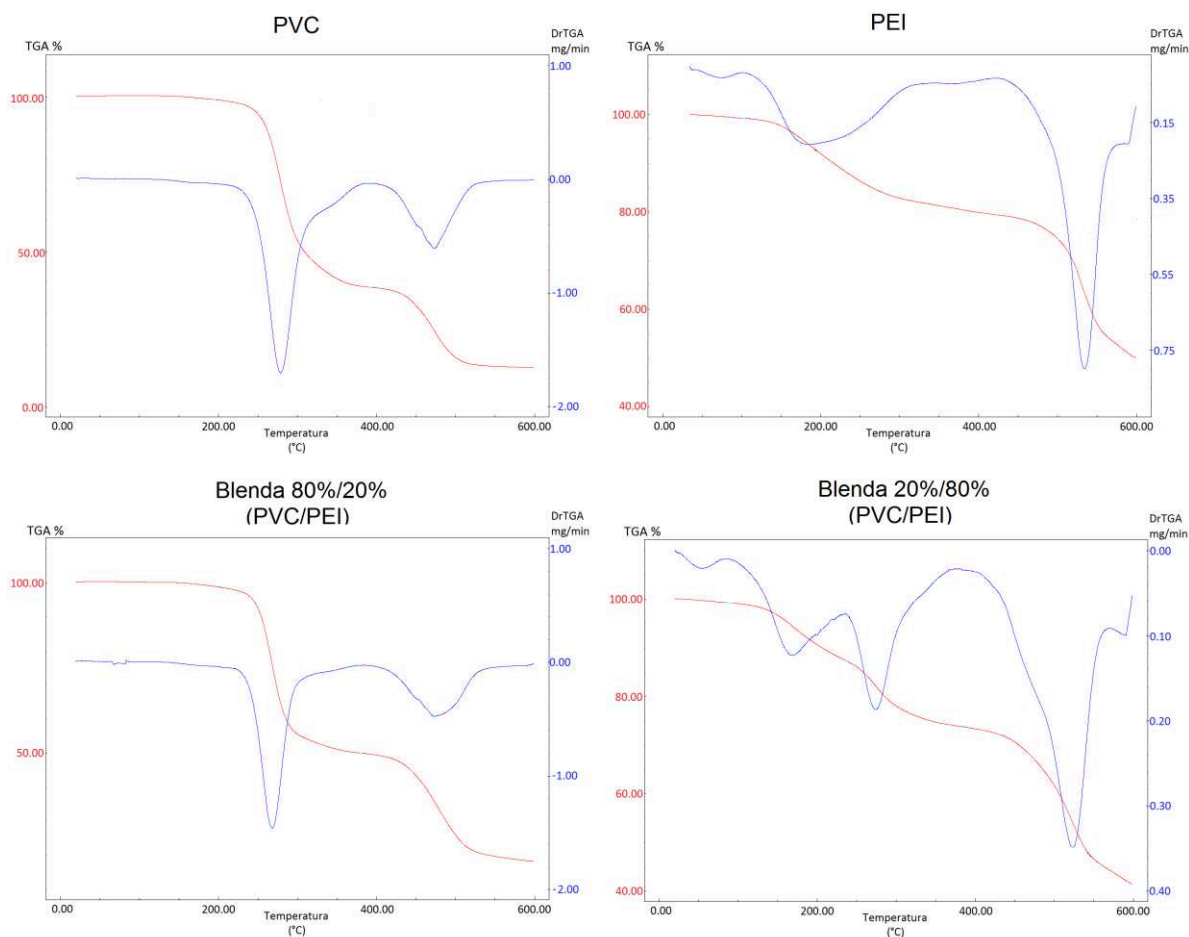 PVC
TGA %
DrTGA
mg/min
100.00
50.00
0.00
1.00
0.00
-1.00
-2.00
0.00
200.00
400.00
600.00
Temperatura
(°C)
PEI
TGA %
DrTGA
mg/min
100.00
80.00
60.00
40.00
0.15
0.35
0.55
0.75
0.00
200.00
400.00
600.00
Temperatura
(°C)
Blenda 80%/20%
(PVC/PEI)
TGA %
DrTGA
mg/min
100.00
50.00
1.00
0.00
-1.00
-2.00
0.00
200.00
400.00
600.00
Temperatura
(°C)
Blenda 20%/80%
(PVC/PEI)
TGA %
DrTGA
mg/min
100.00
80.00
60.00
40.00
0.00
0.10
0.20
0.30
0.40
0.00
200.00
400.00
600.00
Temperatura
(°C)